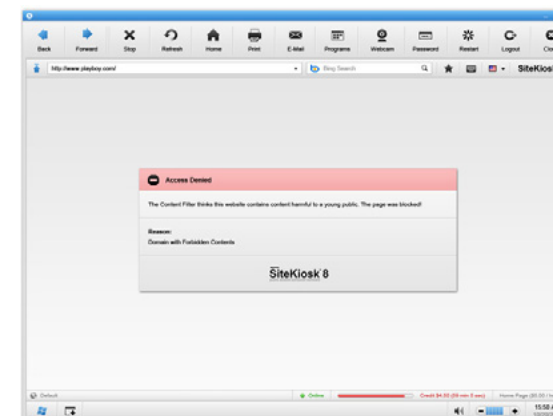 Back Forward Stop Refresh Home Print E-Mail Programs Webcam Password Restart Logout
http://www.playboy.com/ Bing Search SiteKiosk
Access Denied
The Content Filter thinks this website contains content harmful to a young public. The page was blocked!
Reason:
Domain with Forbidden Contents
SiteKiosk 8
Default Online Home Page